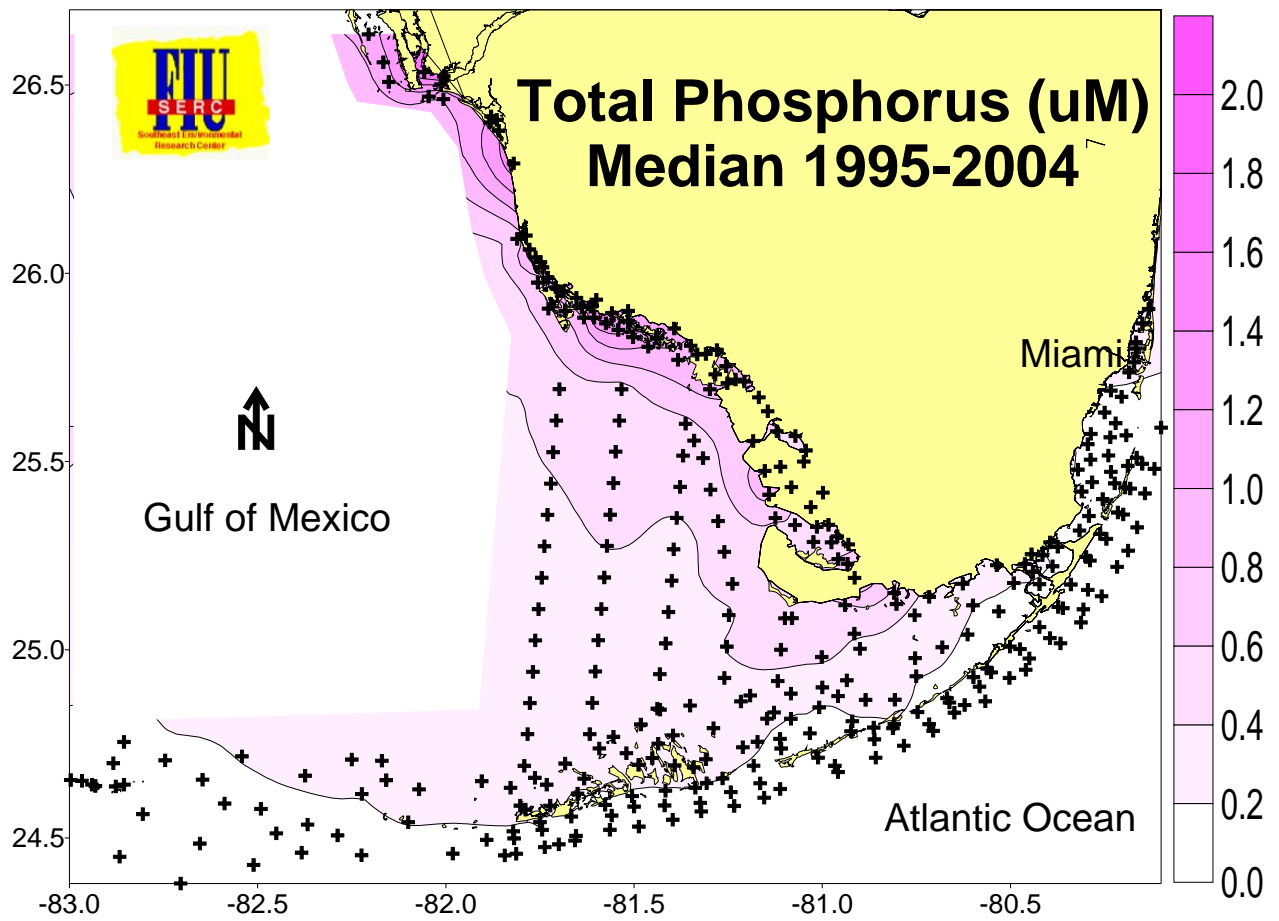 FIU
SERC
Southeast Environmental
Research Center
Total Phosphorus (uM)
Median 1995-2004
Miami
Gulf of Mexico
N
Atlantic Ocean
26.5
26.0
25.5
25.0
24.5
-83.0 -82.5 -82.0 -81.5 -81.0 -80.5
2.0
1.8
1.6
1.4
1.2
1.0
0.8
0.6
0.4
0.2
0.0